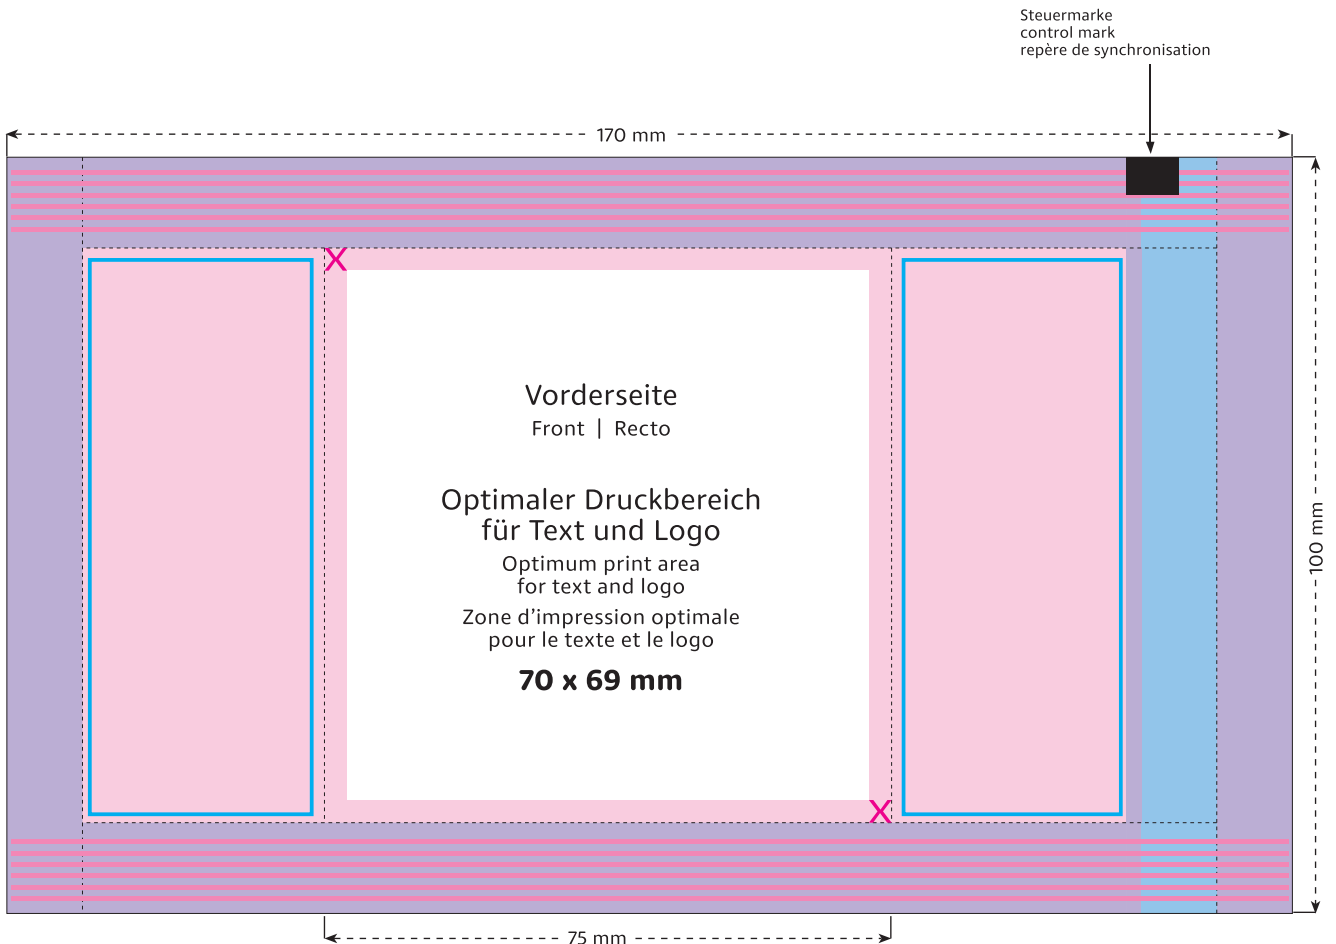 Steuermarke
control mark
repère de synchronisation
170 mm
X
Vorderseite
Front | Recto
Optimaler Druckbereich
für Text und Logo
Optimum print area
for text and logo
Zone d’impression optimale
pour le texte et le logo
70 x 69 mm
100 mm
X
75 mm